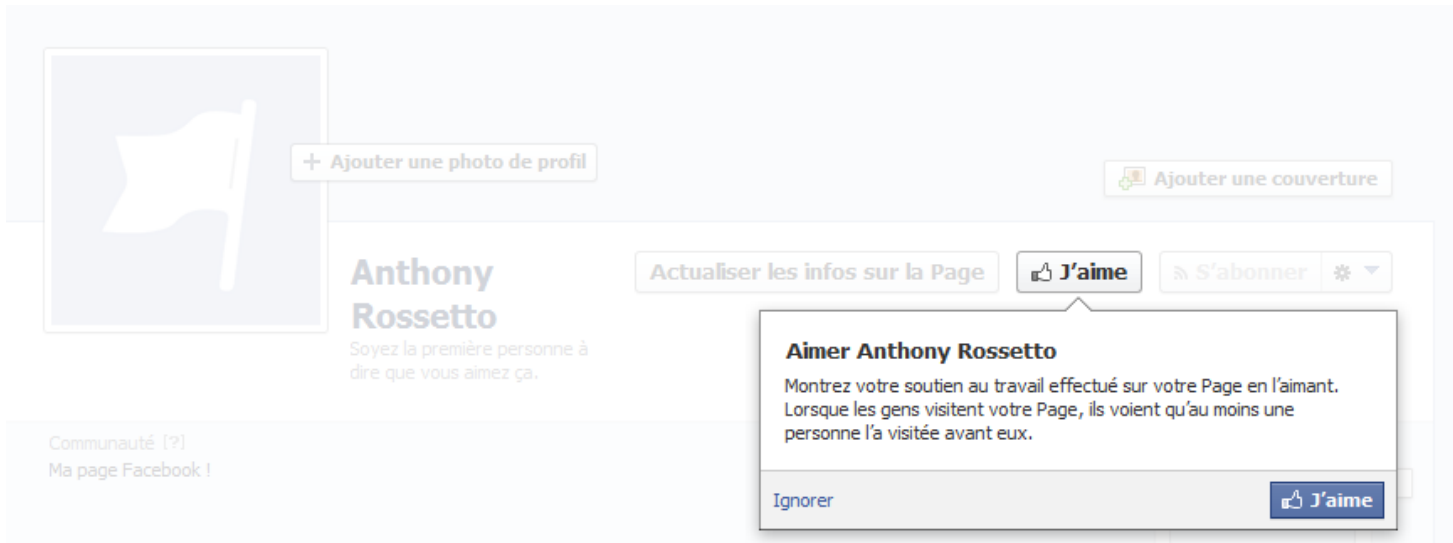 + Ajouter une photo de profil
Ajouter une couverture
Anthony
Rossetto
Soyez la première personne à
dire que vous aimez ça.
Actualiser les infos sur la Page
J’aime
S’abonner
Aimer Anthony Rossetto
Montrez votre soutien au travail effectué sur votre Page en l’aimant.
Lorsque les gens visitent votre Page, ils voient qu’au moins une
personne l’a visitée avant eux.
Ignorer
J’aime
Communauté [?]
Ma page Facebook !